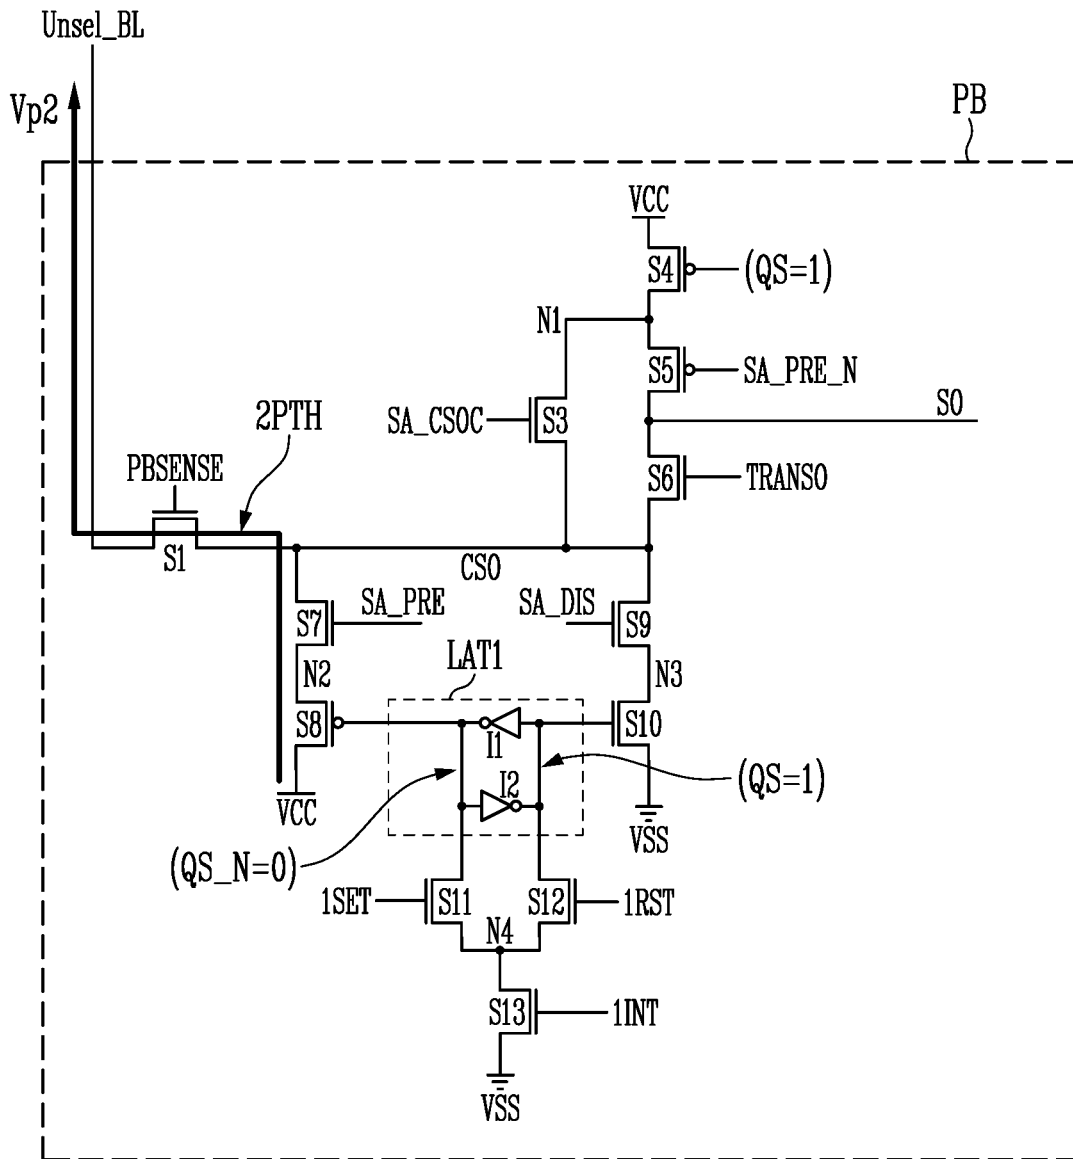 Unsel_BL
Vp2
PB
VCC
S4
(QS=1)
N1
S5
SA_PRE_N
SO
SA_CSOC
S3
2PTH
PBSENSE
S6
TRANSO
S1
CSO
S7
SA_PRE
SA_DIS
S9
LAT1
N2
N3
S8
I1
S10
I2
(QS=1)
VCC
VSS
(QS_N=0)
1SET
S11
S12
1RST
N4
S13
1INT
VSS